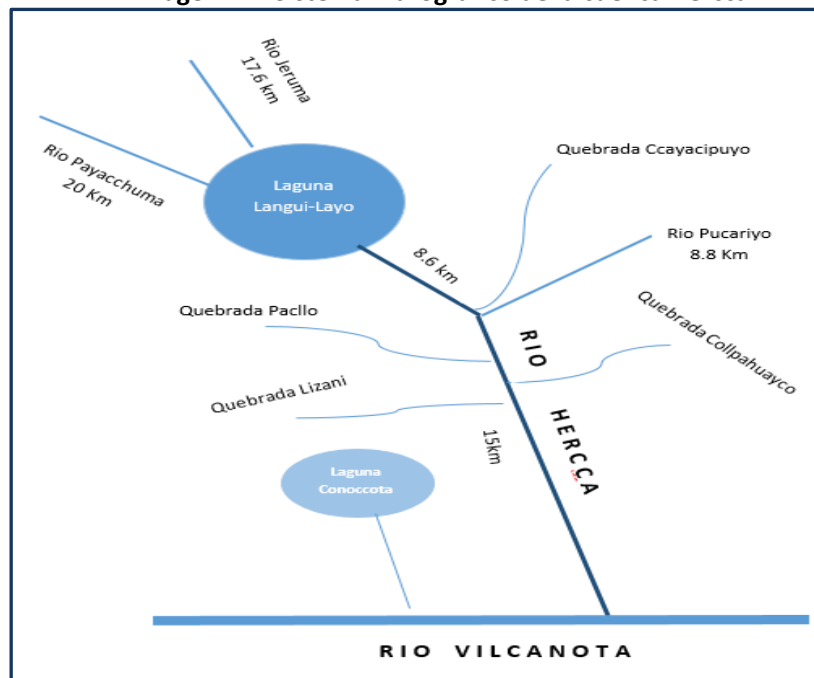 Rio Jeruma
17.6 km
Rio Payacchuma
20 Km
Laguna
Langui-Layo
Quebrada Ccayacipuyo
8.6 km
Rio Pucariyo
8.8 Km
Quebrada Pacllo
Quebrada Collpahuayco
RIO
HERCCA
Quebrada Lizani
15km
Laguna
Conoccota
RIO VILCANOTA